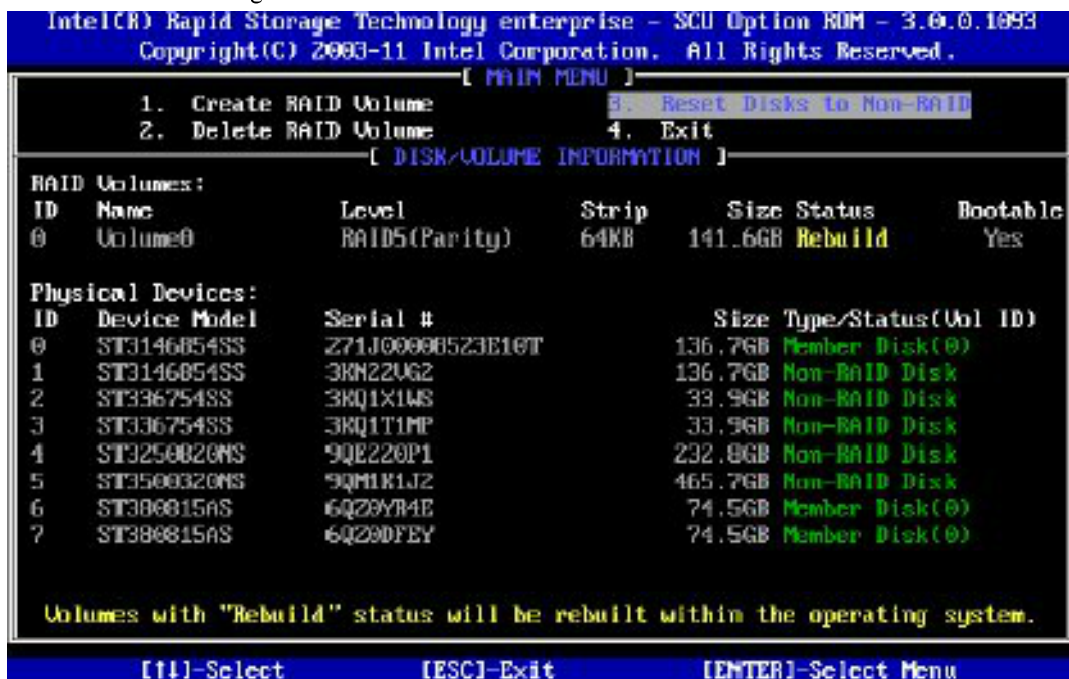 Intel(R) Rapid Storage Technology enterprise - SCU Option ROM - 3.0.0.1093
Copyright(C) 2003-11 Intel Corporation. All Rights Reserved.
[ MAIN MENU ]
1. Create RAID Volume 3. Reset Disks to Non-RAID
2. Delete RAID Volume 4. Exit
[ DISK/VOLUME INFORMATION ]
RAID Volumes:
ID Name Level Strip Size Status Bootable
0 Volume0 RAID5(Parity) 64KB 141.6GB Rebuild Yes
Physical Devices:
ID Device Model Serial # Size Type/Status(Vol ID)
0 ST3146854SS 136.7GB Member Disk(0)
1 ST3146854SS 3KN22VG2 136.7GB Non-RAID Disk
2 ST336754SS 3KQ1X1WS 33.9GB Non-RAID Disk
3 ST336754SS 3KQ1T1MP 33.9GB Non-RAID Disk
4 ST3250820NS 9QE220P1 232.8GB Non-RAID Disk
5 ST3500320NS 9QM1K1J2 465.7GB Non-RAID Disk
6 ST380815AS 6QZ0YR4E 74.5GB Member Disk(0)
7 ST380815AS 6QZ0DFEY 74.5GB Member Disk(0)
Volumes with "Rebuild" status will be rebuilt within the operating system.
[↑↓]-Select [ESC]-Exit [ENTER]-Select Menu